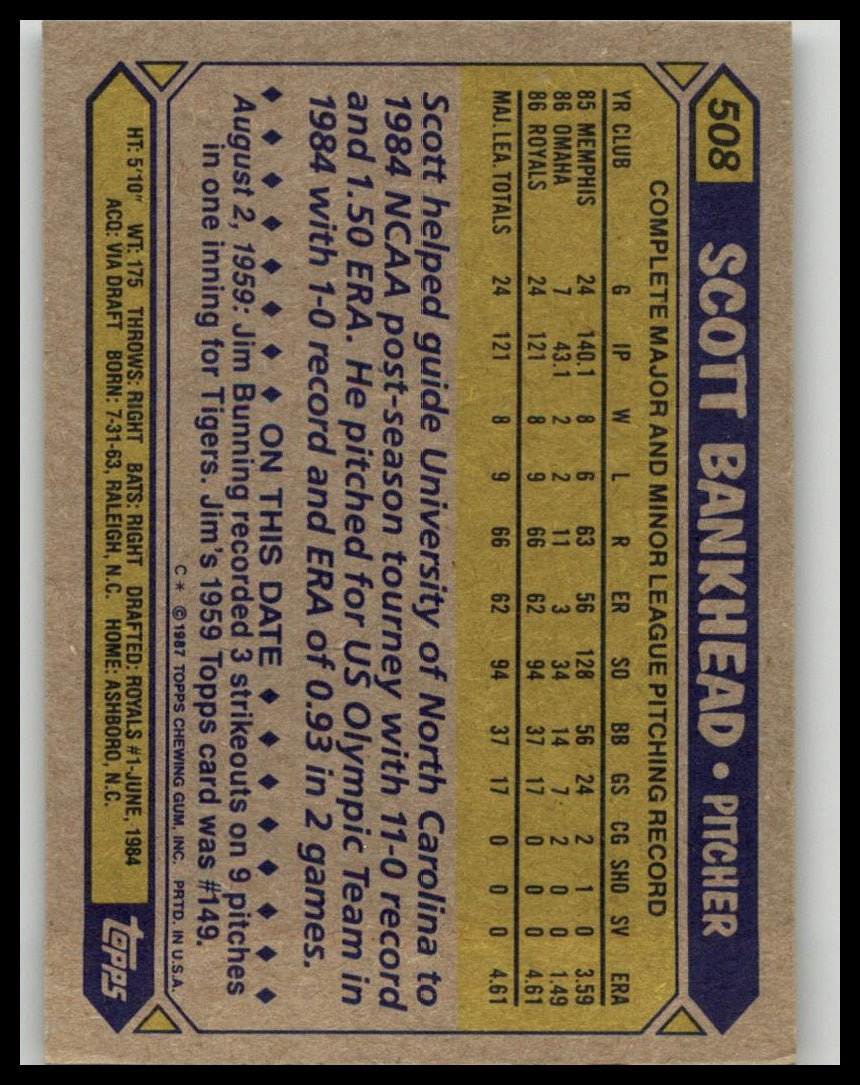 508
SCOTT BANKHEAD • PITCHER
COMPLETE MAJOR AND MINOR LEAGUE PITCHING RECORD
YR CLUB G IP W L R ER SO BB GS CG SHO SV ERA
85 MEMPHIS 24 140.1 8 6 63 56 128 56 24 2 1 0 3.59
86 OMAHA 7 43.1 2 2 11 3 34 14 7 2 0 0 1.49
86 ROYALS 24 121 8 9 66 62 94 37 17 0 0 0 4.61
MAJ. LEA. TOTALS 24 121 8 9 66 62 94 37 17 0 0 0 4.61
Scott helped guide University of North Carolina to
1984 NCAA post-season tourney with 11-0 record
and 1.50 ERA. He pitched for US Olympic Team in
1984 with 1-0 record and ERA of 0.93 in 2 games.
♦ ♦ ♦ ♦ ♦ ♦ ♦ ♦ ON THIS DATE ♦ ♦ ♦ ♦ ♦ ♦ ♦ ♦
August 2, 1959: Jim Bunning recorded 3 strikeouts on 9 pitches
in one inning for Tigers. Jim's 1959 Topps card was #149.
C* ©1987 TOPPS CHEWING GUM, INC. PRTD. IN U.S.A.
HT: 5'10" WT: 175 THROWS: RIGHT BATS: RIGHT DRAFTED: ROYALS #1-JUNE, 1984
ACQ: VIA DRAFT BORN: 7-31-63, RALEIGH, N.C. HOME: ASHBORO, N.C.
topps